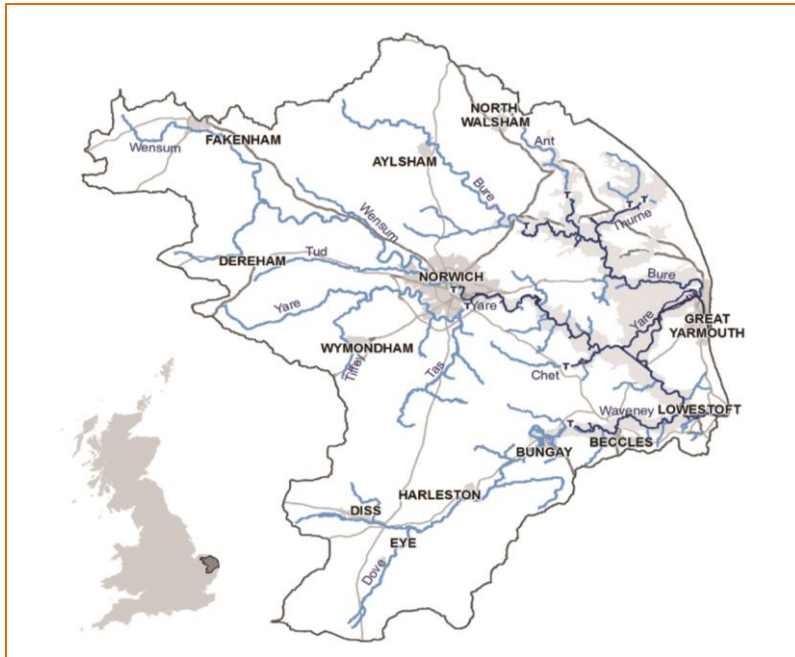 NORTH
WALSHAM
FAKENHAM
Wensum
Ant
AYLSHAM
Bure
T
Wensum
Thurne
T
T
DEREHAM
Tud
NORWICH
Bure
T
T
Yare
Yare
Yare
GREAT
YARMOUTH
WYMONDHAM
Tiffey
Tas
Chet
T
Waveney
LOWESTOFT
T
BECCLES
BUNGAY
HARLESTON
DISS
EYE
Dove